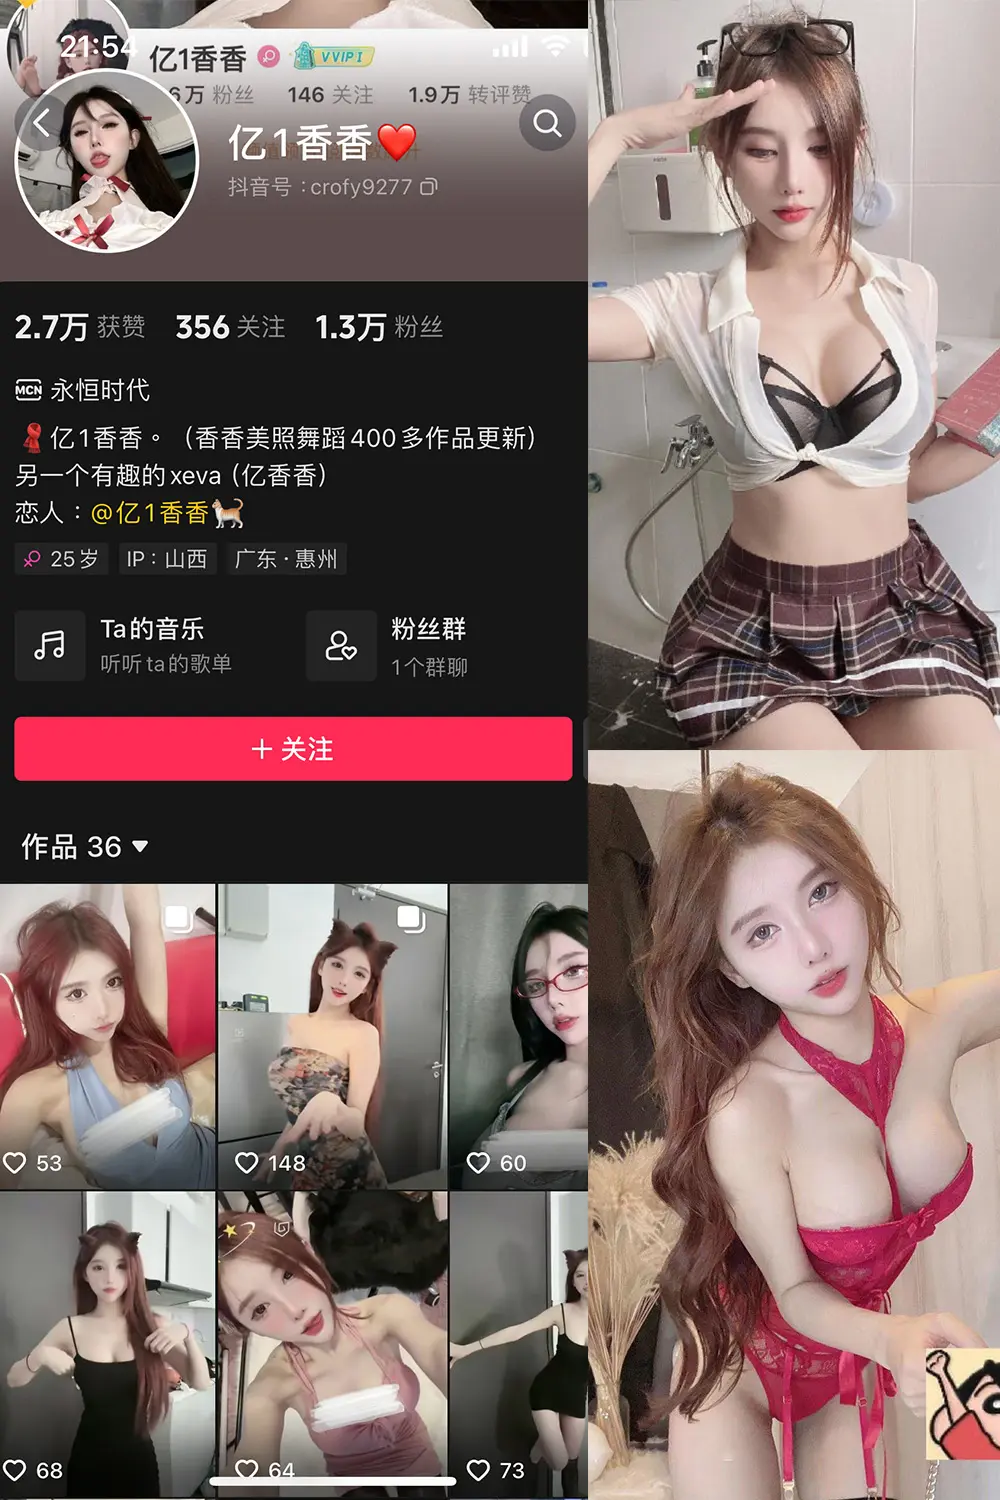 21:54
亿1香香
VVIP1
6万 粉丝 146 关注 1.9万 转评赞
亿1香香❤️
抖音号：crofy9277
2.7万 获赞 356 关注 1.3万 粉丝
MCN 永恒时代
🧣亿1香香。（香香美照舞蹈400多作品更新）
另一个有趣的xeva（亿香香）
恋人：@亿1香香🐈
25岁 IP：山西 广东·惠州
Ta的音乐
听听ta的歌单
粉丝群
1个群聊
＋关注
作品 36
53
148
60
68
64
73